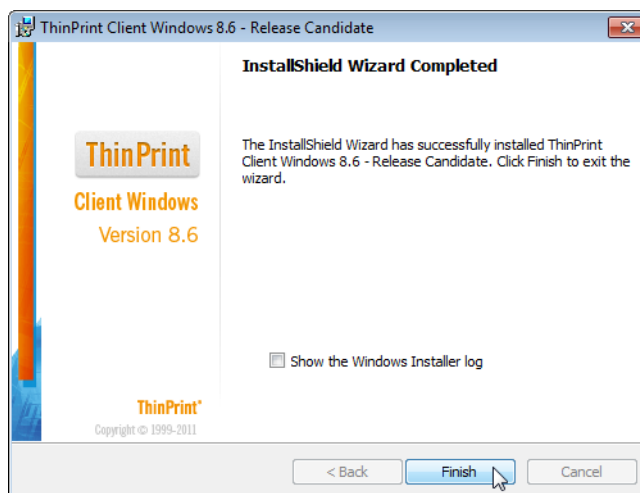 ThinPrint Client Windows 8.6 - Release Candidate
InstallShield Wizard Completed
The InstallShield Wizard has successfully installed ThinPrint
Client Windows 8.6 - Release Candidate. Click Finish to exit the
wizard.
ThinPrint
Client Windows
Version 8.6
Show the Windows Installer log
ThinPrint®
Copyright © 1999-2011
< Back
Finish
Cancel